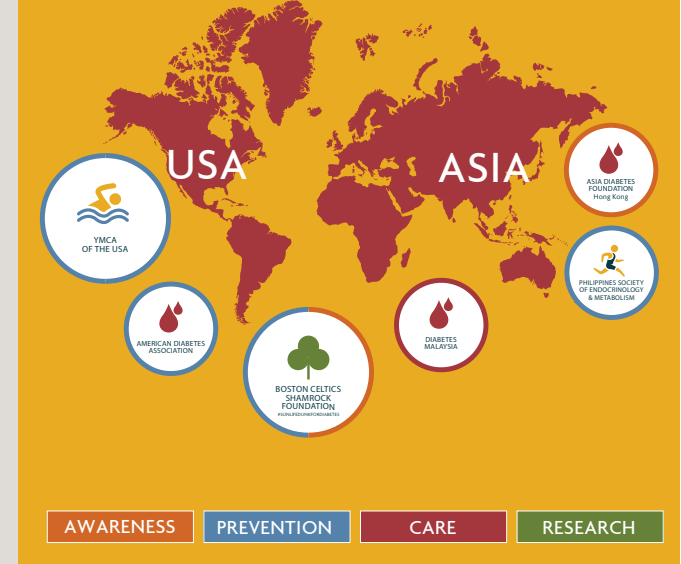 USA
ASIA
ASIA DIABETES
FOUNDATION
Hong Kong
YMCA
OF THE USA
PHILIPPINES SOCIETY
OF ENDOCRINOLOGY
& METABOLISM
AMERICAN DIABETES
ASSOCIATION
DIABETES
MALAYSIA
BOSTON CELTICS
SHAMROCK
FOUNDATION
#SUNLIFEDUNKFORDIABETES
AWARENESS
PREVENTION
CARE
RESEARCH